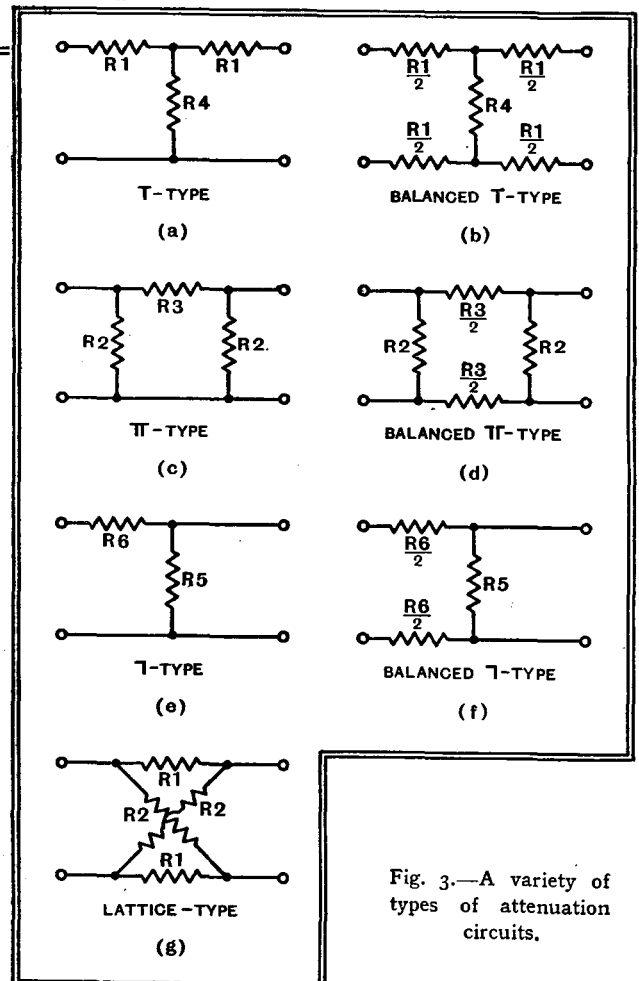 R1 R1
R4
T-TYPE
(a)
R1/2 R1/2
R4
R1/2 R1/2
BALANCED T-TYPE
(b)
R3
R2 R2
π-TYPE
(c)
R3/2
R2 R2
R3/2
BALANCED π-TYPE
(d)
R6
R5
ㄱ-TYPE
(e)
R6/2
R5
R6/2
BALANCED ㄱ-TYPE
(f)
R1
R2 R2
R1
LATTICE-TYPE
(g)
Fig. 3.—A variety of
types of attenuation
circuits.